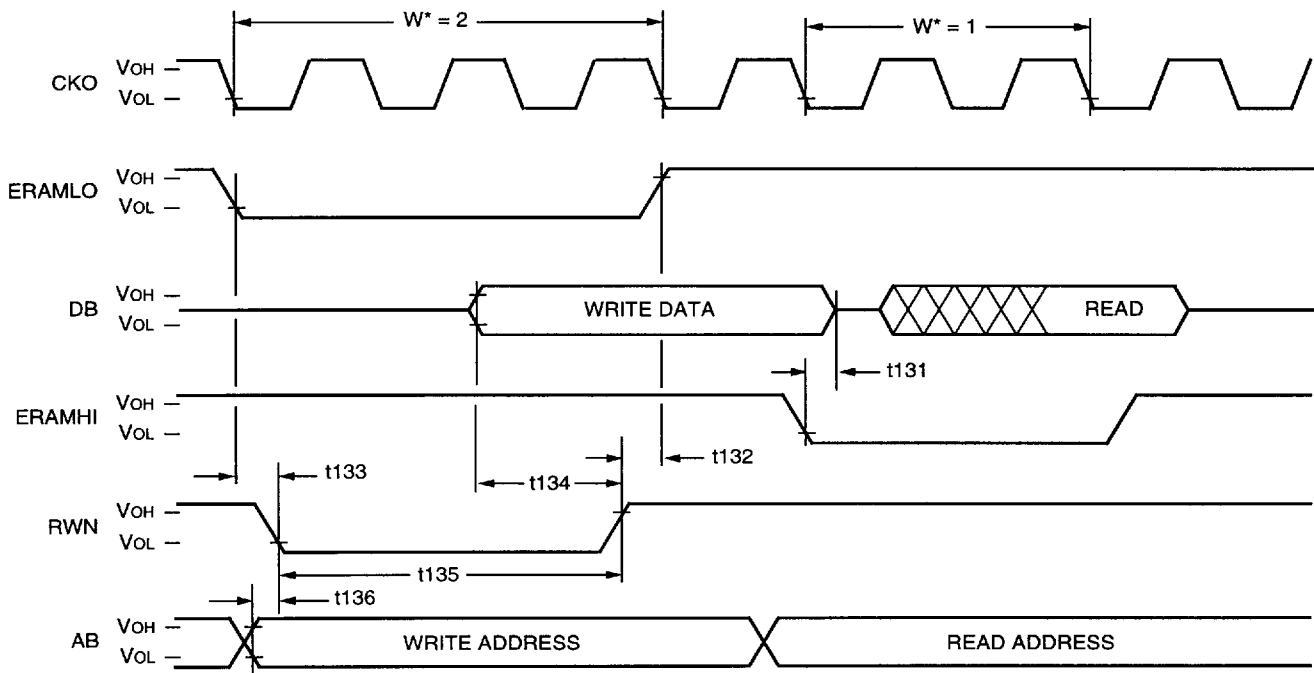 W* = 2
W* = 1
CKO
VOH
VOL
ERAMLO
VOH
VOL
DB
VOH
VOL
WRITE DATA
READ
t131
ERAMHI
VOH
VOL
t133
t134
t132
RWN
VOH
VOL
t135
t136
AB
VOH
VOL
WRITE ADDRESS
READ ADDRESS